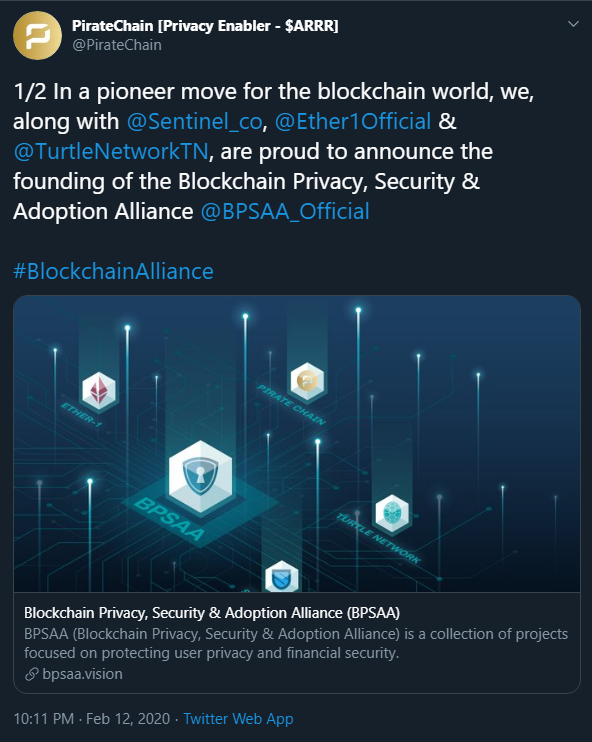 PirateChain [Privacy Enabler - $ARRR]
@PirateChain
1/2 In a pioneer move for the blockchain world, we,
along with @Sentinel_co, @Ether1Official &
@TurtleNetworkTN, are proud to announce the
founding of the Blockchain Privacy, Security &
Adoption Alliance @BPSAA_Official
#BlockchainAlliance
ETHER-1
PIRATE CHAIN
BPSAA
TURTLE NETWORK
Blockchain Privacy, Security & Adoption Alliance (BPSAA)
BPSAA (Blockchain Privacy, Security & Adoption Alliance) is a collection of projects
focused on protecting user privacy and financial security.
bpsaa.vision
10:11 PM · Feb 12, 2020 · Twitter Web App